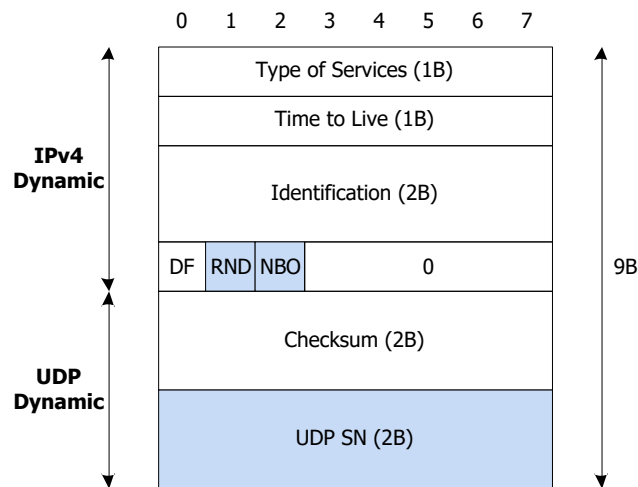 0 1 2 3 4 5 6 7
Type of Services (1B)
Time to Live (1B)
IPv4
Dynamic
Identification (2B)
DF RND NBO 0
9B
Checksum (2B)
UDP
Dynamic
UDP SN (2B)